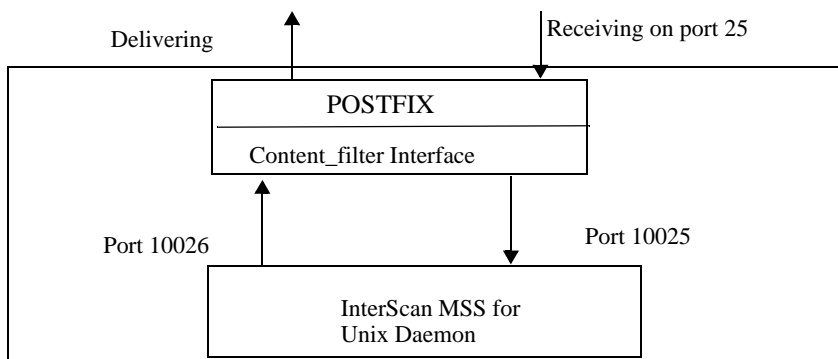 Delivering
Receiving on port 25
POSTFIX
Content_filter Interface
Port 10026
Port 10025
InterScan MSS for
Unix Daemon